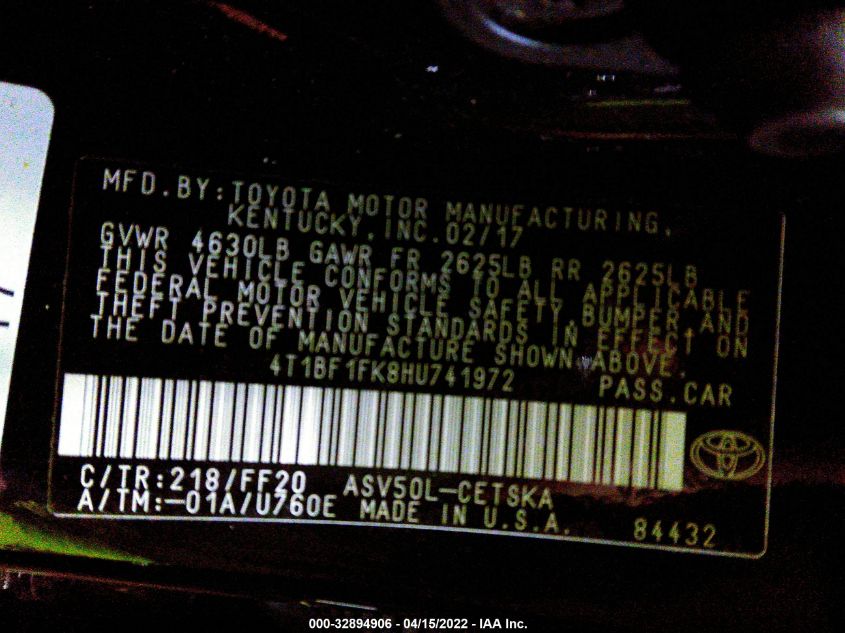 MFD.BY:TOYOTA MOTOR MANUFACTURING,
KENTUCKY,INC.02/17
GVWR 4630LB GAWR FR 2625LB RR 2625LB
THIS VEHICLE CONFORMS TO ALL APPLICABLE
FEDERAL MOTOR VEHICLE SAFETY,BUMPER,AND
THEFT PREVENTION STANDARDS IN EFFECT ON
THE DATE OF MANUFACTURE SHOWN ABOVE.
4T1BF1FK8HU741972 PASS.CAR
C/TR:218/FF20 ASV50L-CETSKA
A/TM:-01A/U760E MADE IN U.S.A. 84432
000-32894906 - 04/15/2022 - IAA Inc.